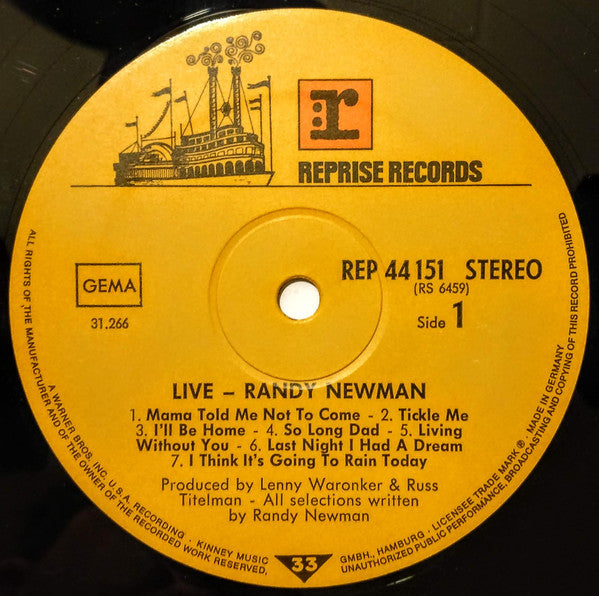 r
REPRISE RECORDS
GEMA
31.266
REP 44 151 STEREO
(RS 6459)
Side 1
LIVE – RANDY NEWMAN
1. Mama Told Me Not To Come - 2. Tickle Me
3. I'll Be Home - 4. So Long Dad - 5. Living
Without You - 6. Last Night I Had A Dream
7. I Think It's Going To Rain Today
Produced by Lenny Waronker & Russ
Titelman - All selections written
by Randy Newman
33
ALL RIGHTS OF THE MANUFACTURER AND OF THE OWNER OF THE RECORDED WORK RESERVED,
A WARNER BROS. INC. U.S.A. RECORDING · KINNEY MUSIC
GMBH., HAMBURG · LICENSEE TRADE MARK ® · MADE IN GERMANY
UNAUTHORIZED PUBLIC PERFORMANCE, BROADCASTING AND COPYING OF THIS RECORD PROHIBITED